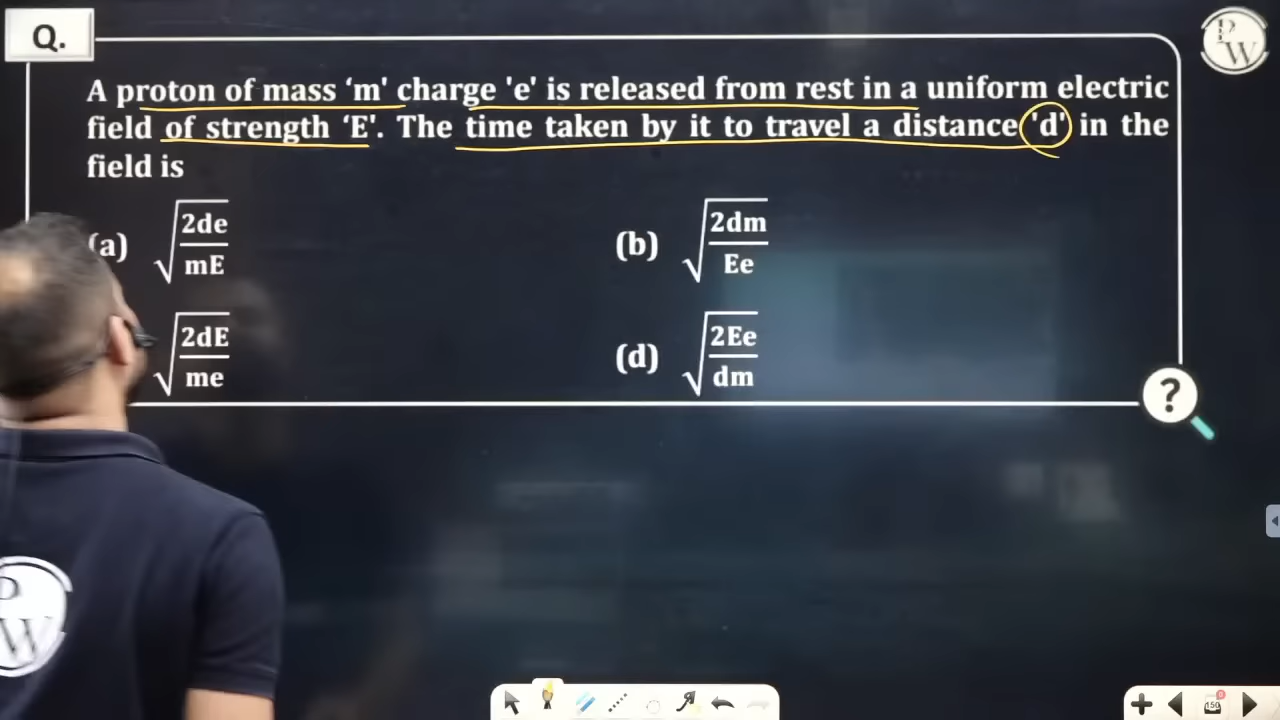 Q.
P
W
A proton of mass ‘m' charge 'e' is released from rest in a uniform electric
field of strength ‘E'. The time taken by it to travel a distance 'd' in the
field is
(a) √(2de/mE)
(b) √(2dm/Ee)
√(2dE/me)
(d) √(2Ee/dm)
?
P
W
150